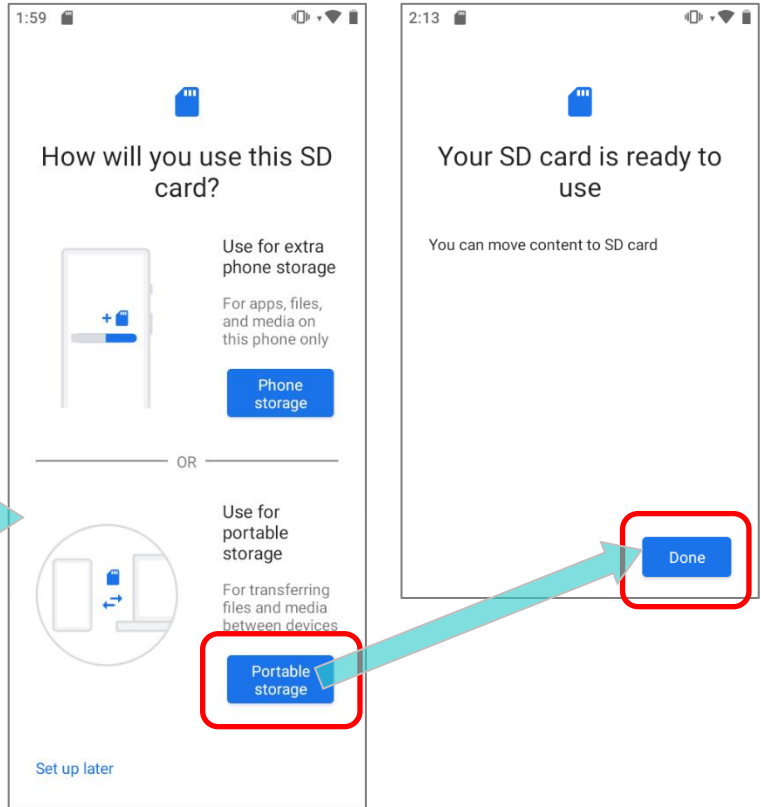 1:59
How will you use this SD
card?
Use for extra
phone storage
For apps, files,
and media on
this phone only
Phone
storage
OR
Use for
portable
storage
For transferring
files and media
between devices
Portable
storage
Set up later
2:13
Your SD card is ready to
use
You can move content to SD card
Done